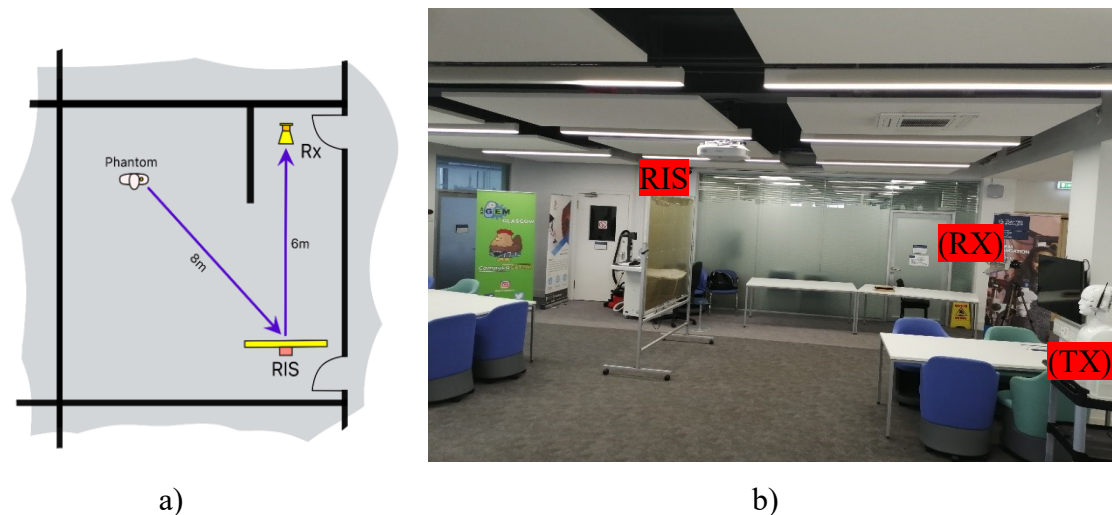 Phantom
Rx
8m
6m
RIS
a)
RIS
(RX)
(TX)
GEM
GLASGOW
b)